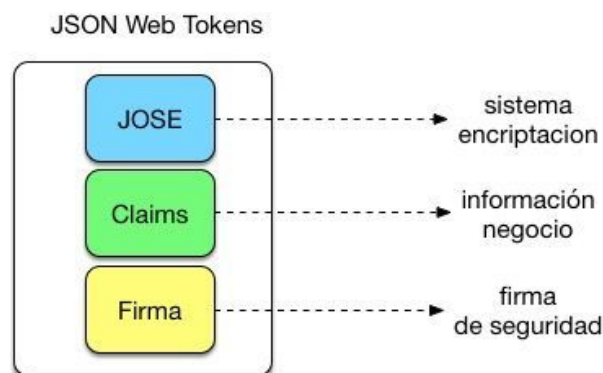 JSON Web Tokens
JOSE
sistema
encriptacion
Claims
información
negocio
Firma
firma
de seguridad